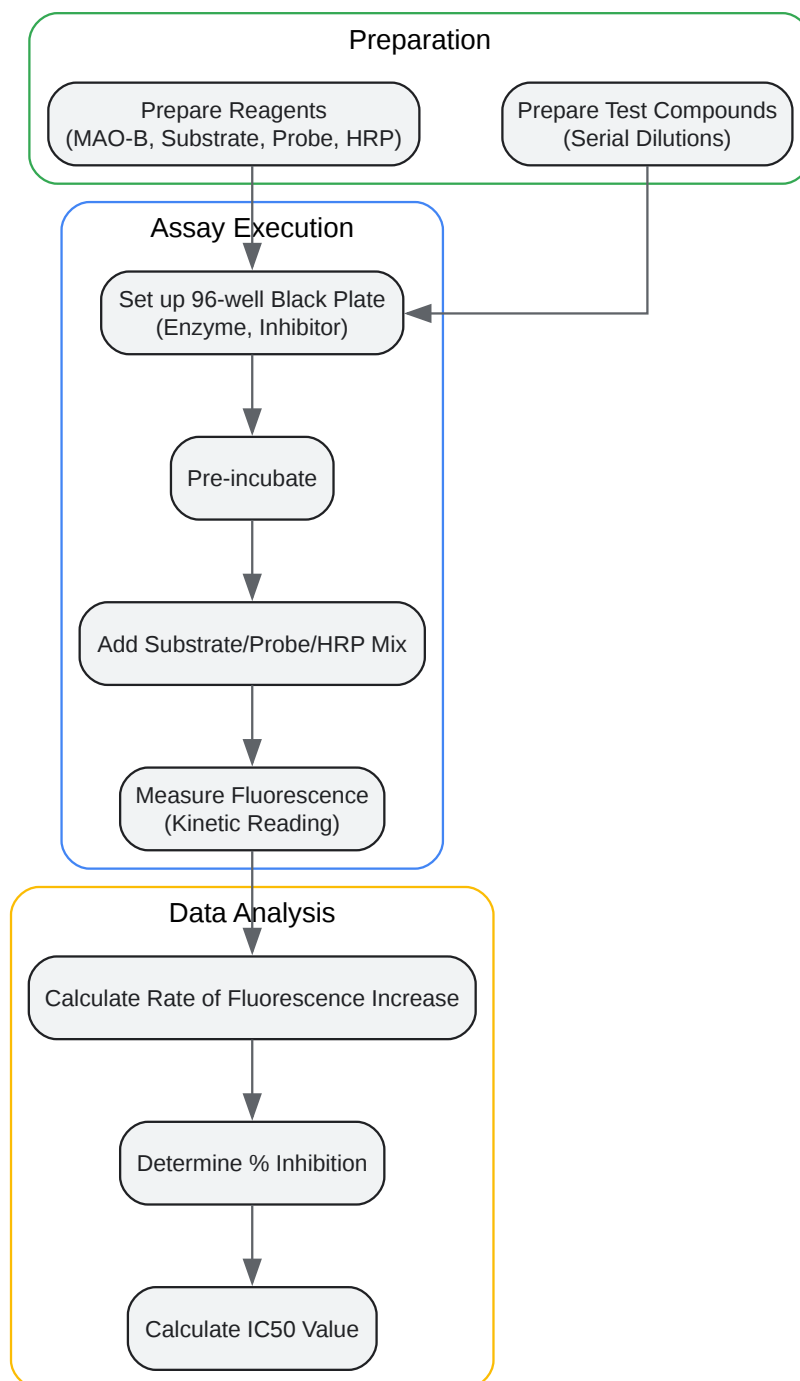 Preparation
Prepare Reagents
(MAO-B, Substrate, Probe, HRP)
Prepare Test Compounds
(Serial Dilutions)
Assay Execution
Set up 96-well Black Plate
(Enzyme, Inhibitor)
Pre-incubate
Add Substrate/Probe/HRP Mix
Measure Fluorescence
(Kinetic Reading)
Data Analysis
Calculate Rate of Fluorescence Increase
Determine % Inhibition
Calculate IC50 Value